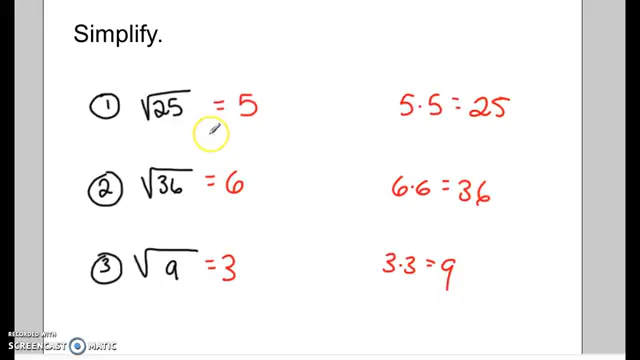 Simplify.
① √25 = 5 5·5 = 25
② √36 = 6 6·6 = 36
③ √9 = 3 3·3 = 9
RECORDED WITH
SCREENCAST MATIC